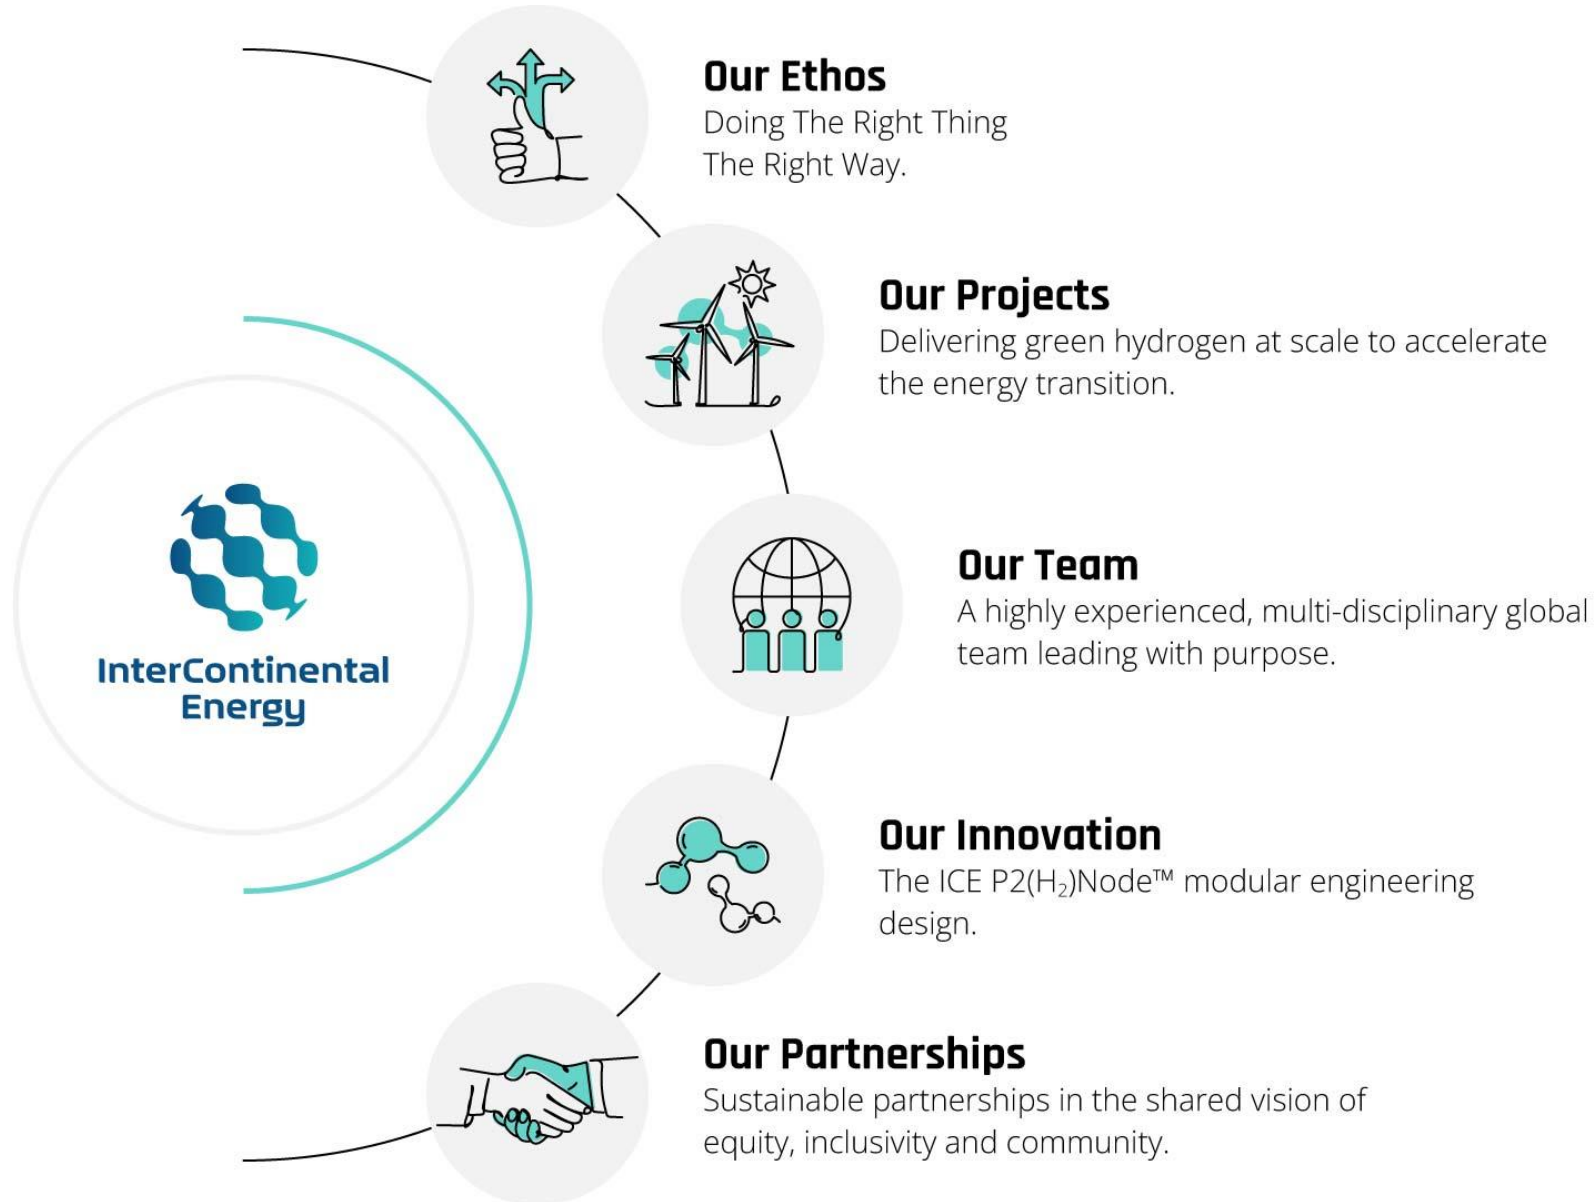 Our Ethos
Doing The Right Thing
The Right Way.
Our Projects
Delivering green hydrogen at scale to accelerate
the energy transition.
InterContinental
Energy
Our Team
A highly experienced, multi-disciplinary global
team leading with purpose.
Our Innovation
The ICE P2(H₂)Node™ modular engineering
design.
Our Partnerships
Sustainable partnerships in the shared vision of
equity, inclusivity and community.